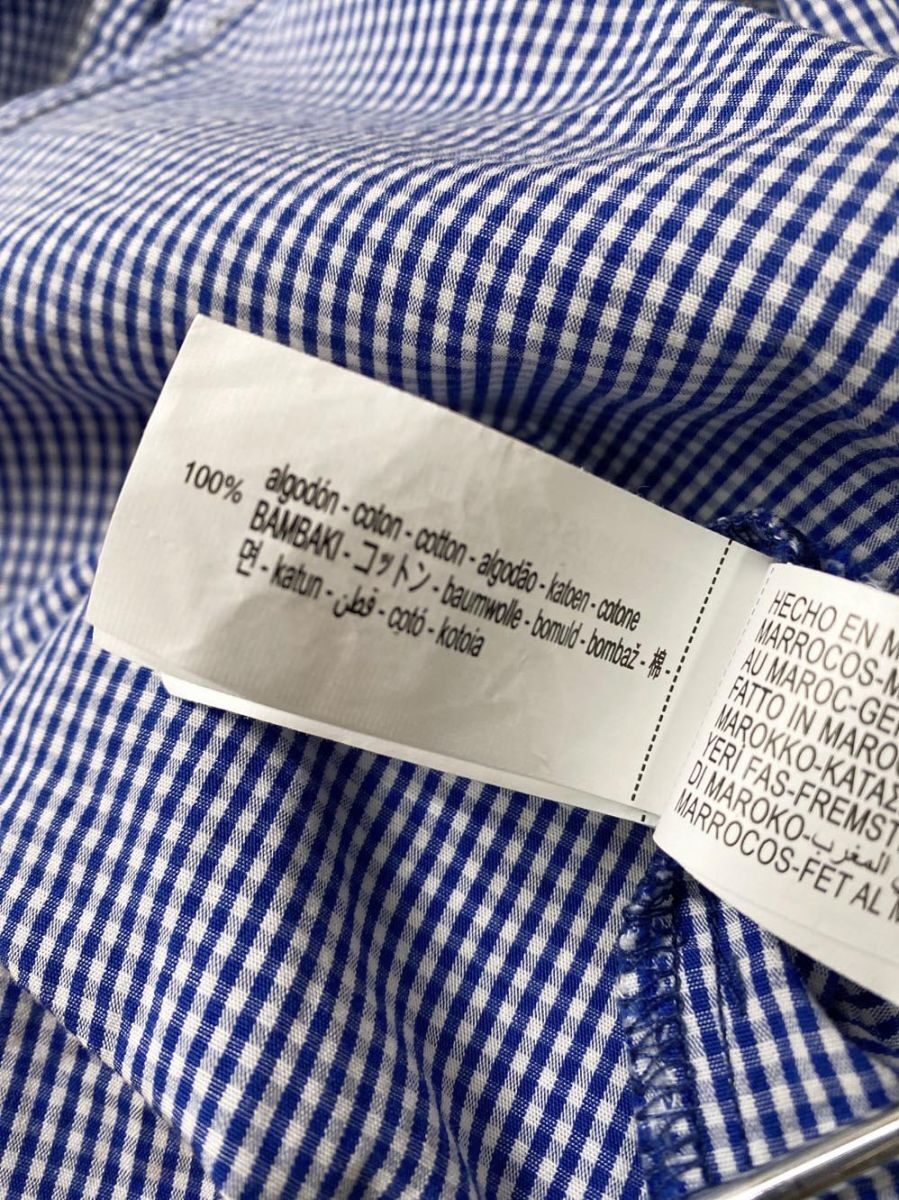 100% algodón - coton - cotton - algodão - katoen - cotone
BAMBAKI - コットン - baumwolle - bomuld - bombaž - 棉 -
면 - katun - قطن - cotó - kotoia
HECHO EN M
MARROCOS-M
AU MAROC-GE
FATTO IN MARO
MAROKKO-ΚΑΤΑΣ
YERI FAS-FREMST
DI MAROKO-المغرب
MARROCOS-FET AL M